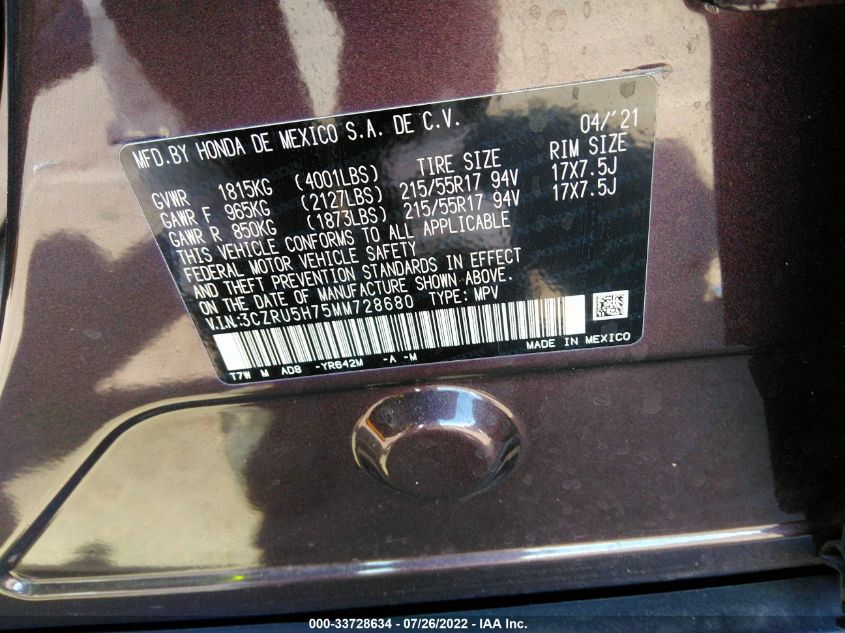 MFD.BY HONDA DE MEXICO S.A. DE C.V. 04/'21
TIRE SIZE RIM SIZE
GVWR 1815KG (4001LBS)
GAWR F 965KG (2127LBS) 215/55R17 94V 17X7.5J
GAWR R 850KG (1873LBS) 215/55R17 94V 17X7.5J
THIS VEHICLE CONFORMS TO ALL APPLICABLE
FEDERAL MOTOR VEHICLE SAFETY
AND THEFT PREVENTION STANDARDS IN EFFECT
ON THE DATE OF MANUFACTURE SHOWN ABOVE.
V.I.N.:3CZRU5H75MM728680 TYPE: MPV
MADE IN MEXICO
T7W M AD8 -YR642M -A -M
000-33728634 - 07/26/2022 - IAA Inc.